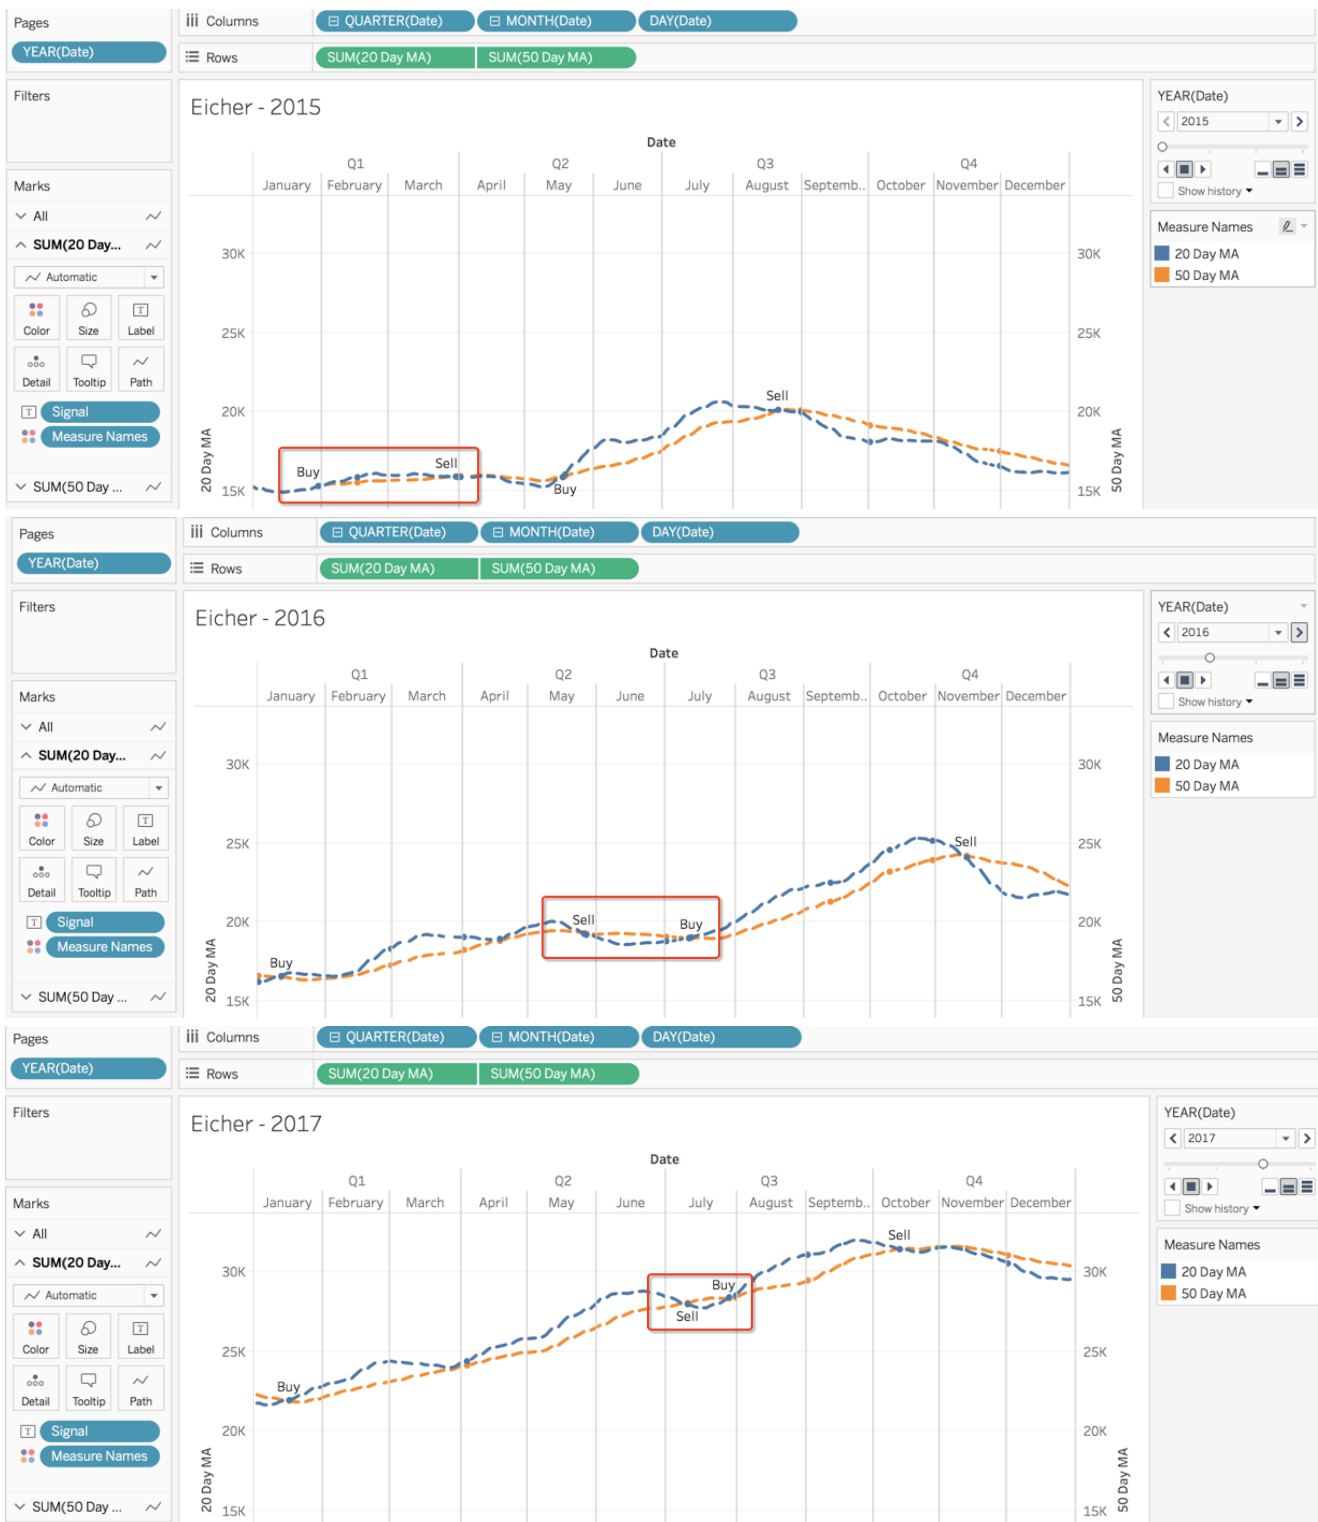 Pages
YEAR(Date)
Columns
QUARTER(Date) MONTH(Date) DAY(Date)
Rows
SUM(20 Day MA) SUM(50 Day MA)
Filters
Marks
All
SUM(20 Day...
Automatic
Color Size Label
Detail Tooltip Path
T Signal
Measure Names
SUM(50 Day ...
Eicher - 2015
Date
Q1 Q2 Q3 Q4
January February March April May June July August Septemb.. October November December
30K 30K
25K 25K
20K 20K
15K 15K
20 Day MA
50 Day MA
Buy
Sell
Buy
Sell
YEAR(Date)
2015
Show history
Measure Names
20 Day MA
50 Day MA
Pages
YEAR(Date)
Columns
QUARTER(Date) MONTH(Date) DAY(Date)
Rows
SUM(20 Day MA) SUM(50 Day MA)
Filters
Marks
All
SUM(20 Day...
Automatic
Color Size Label
Detail Tooltip Path
T Signal
Measure Names
SUM(50 Day ...
Eicher - 2016
Date
Q1 Q2 Q3 Q4
January February March April May June July August Septemb.. October November December
30K 30K
25K 25K
20K 20K
15K 15K
20 Day MA
50 Day MA
Buy
Sell
Buy
Sell
YEAR(Date)
2016
Show history
Measure Names
20 Day MA
50 Day MA
Pages
YEAR(Date)
Columns
QUARTER(Date) MONTH(Date) DAY(Date)
Rows
SUM(20 Day MA) SUM(50 Day MA)
Filters
Marks
All
SUM(20 Day...
Automatic
Color Size Label
Detail Tooltip Path
T Signal
Measure Names
SUM(50 Day ...
Eicher - 2017
Date
Q1 Q2 Q3 Q4
January February March April May June July August Septemb.. October November December
30K 30K
25K 25K
20K 20K
15K 15K
20 Day MA
50 Day MA
Buy
Sell
Buy
Sell
YEAR(Date)
2017
Show history
Measure Names
20 Day MA
50 Day MA